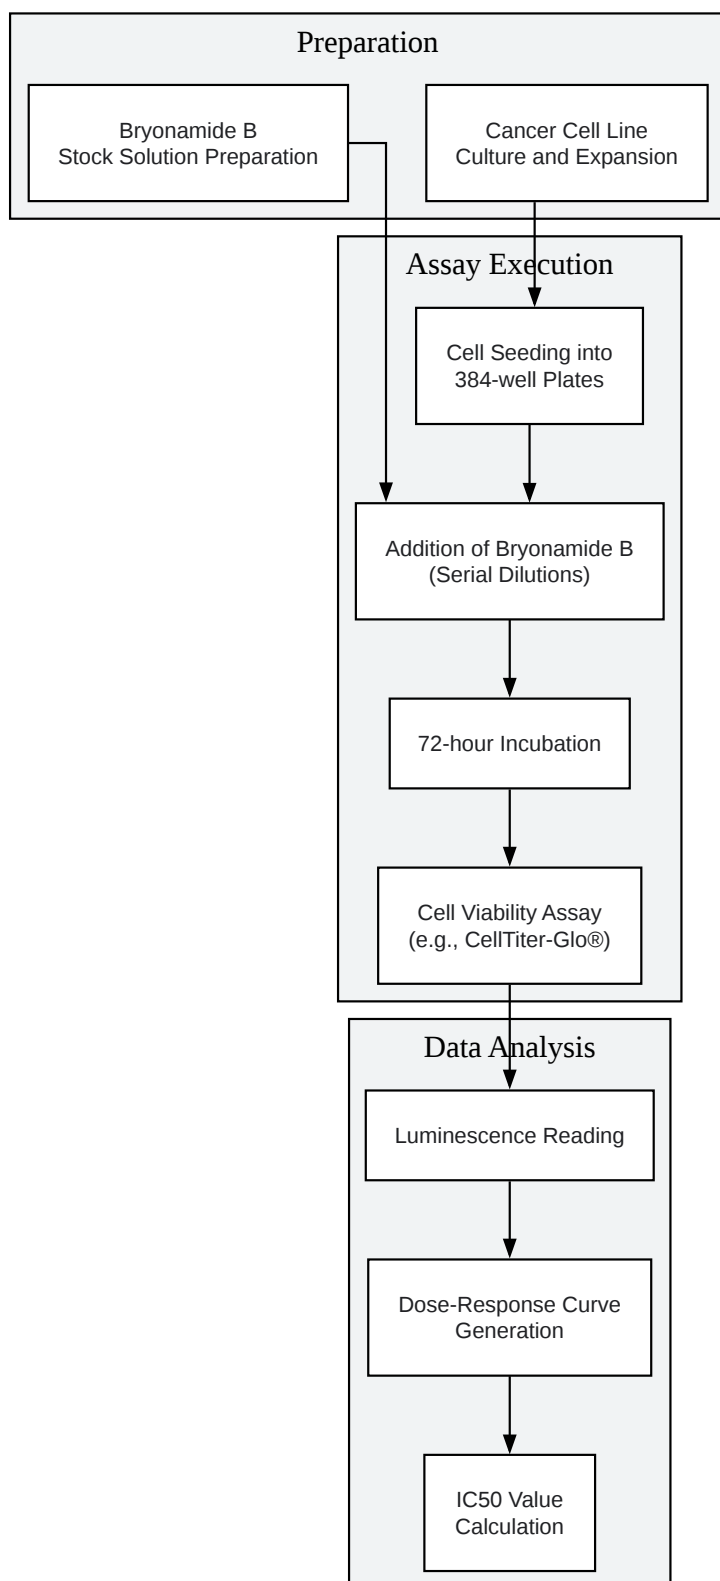 Preparation
Bryonamide B
Stock Solution Preparation
Cancer Cell Line
Culture and Expansion
Assay Execution
Cell Seeding into
384-well Plates
Addition of Bryonamide B
(Serial Dilutions)
72-hour Incubation
Cell Viability Assay
(e.g., CellTiter-Glo®)
Data Analysis
Luminescence Reading
Dose-Response Curve
Generation
IC50 Value
Calculation